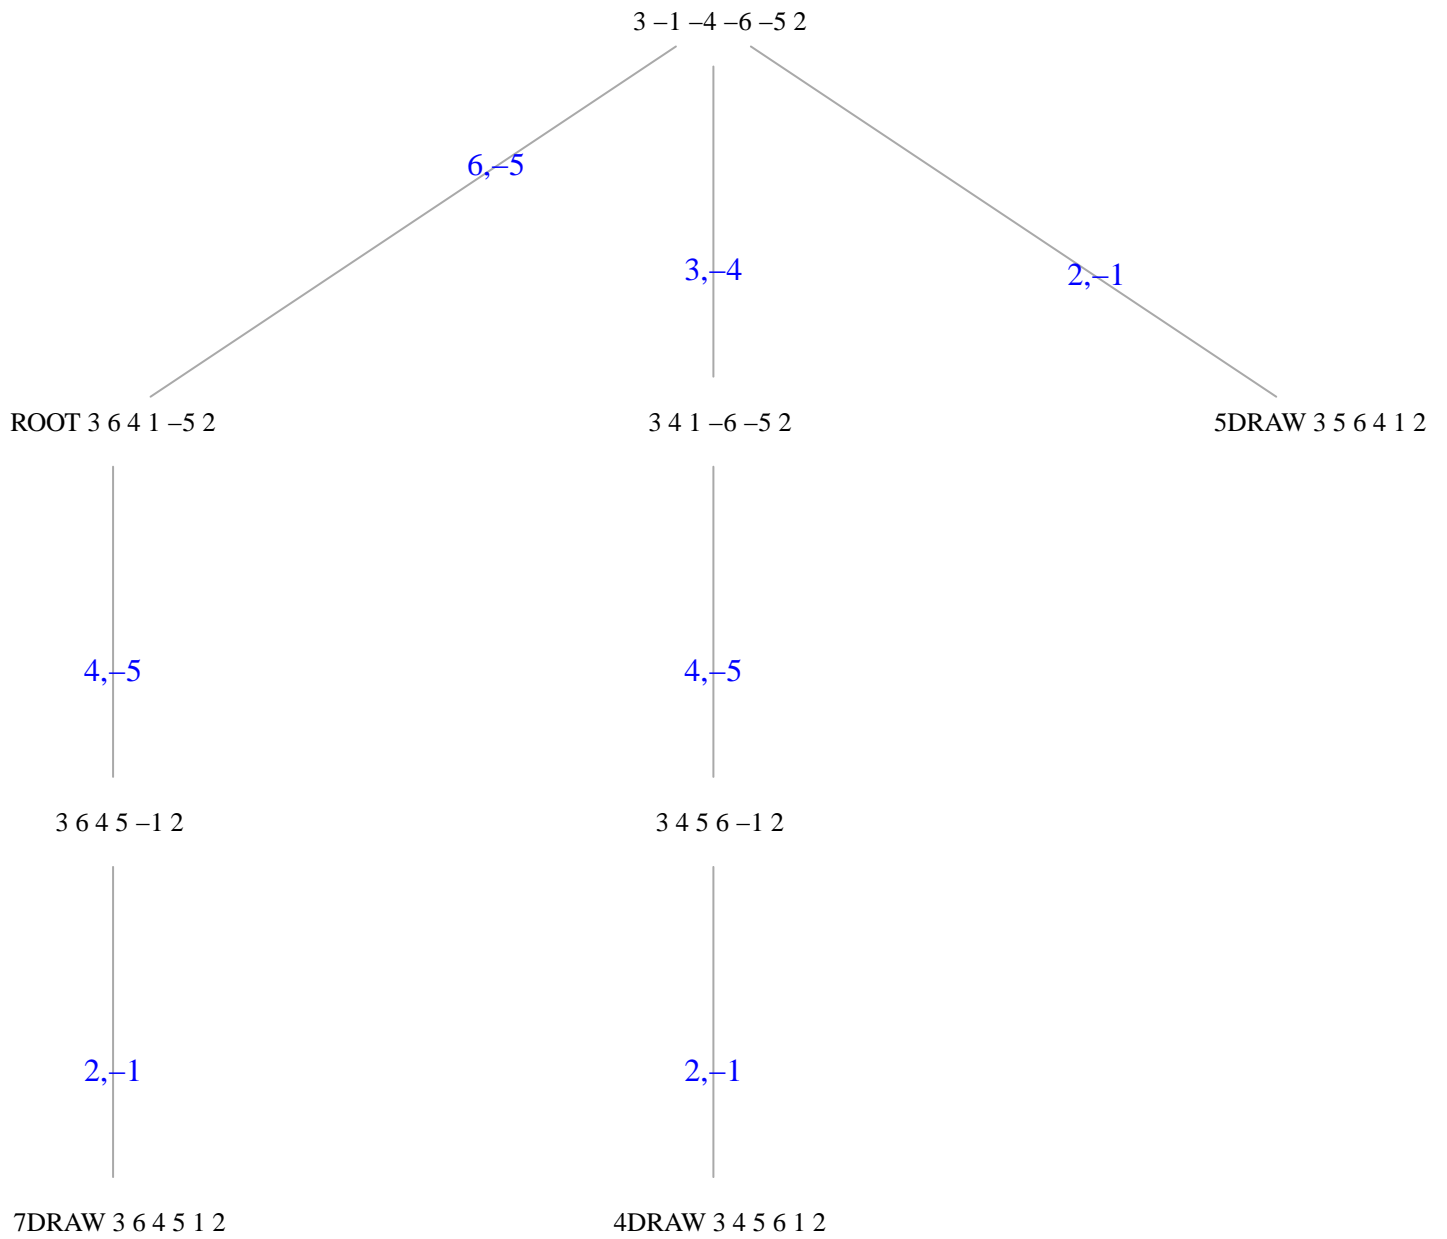 3 –1 –4 –6 –5 2
6,–5
3,–4
2,–1
ROOT 3 6 4 1 –5 2
3 4 1 –6 –5 2
5DRAW 3 5 6 4 1 2
4,–5
4,–5
3 6 4 5 –1 2
3 4 5 6 –1 2
2,–1
2,–1
7DRAW 3 6 4 5 1 2
4DRAW 3 4 5 6 1 2